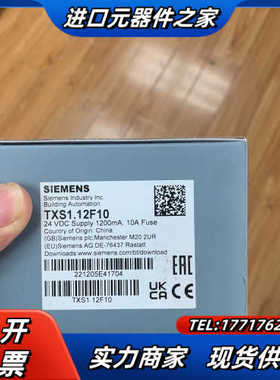 进口元器件之家
SIEMENS
Siemens Industry Inc.
Building Automation
TXS1.12F10
24 VDC Supply 1200mA, 10A Fuse
Country of Origin: China
(GB)Siemens plc;Manchester M20 2UR
(EU)Siemens AG,DE-76437 Rastatt
Downloads www.siemens.com/bt/download
221205E41704
EAC
UK
CA
CE
TXS1.12F10
可开
发票
TEL:1771762
实力商家 现货供